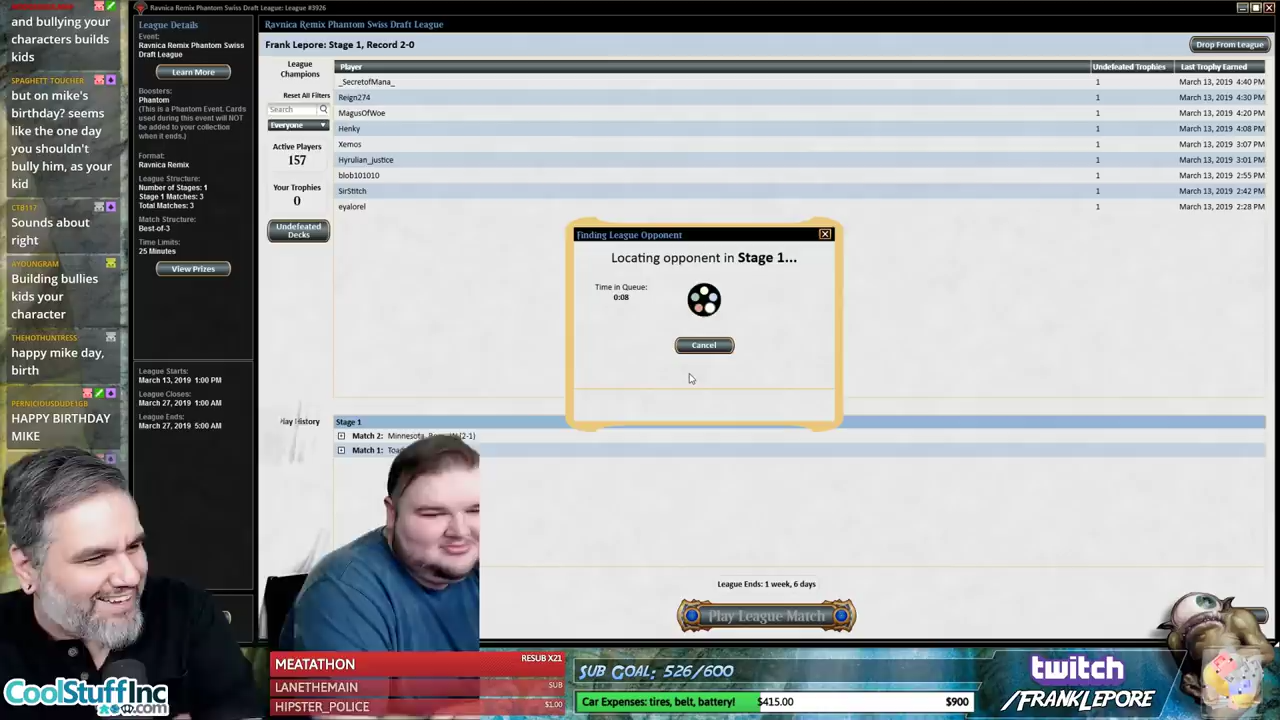 and bullying your
characters builds
kids
SPAGHETT TOUCHER
but on mike's
birthday? seems
like the one day
you shouldn't
bully him, as your
kid
CTB117
Sounds about
right
AYOUNGRAM
Building bullies
kids your
character
THEHOTHUNTRESS
happy mike day,
birth
PERNICIOUSDUDE1GB
HAPPY BIRTHDAY
MIKE
CoolStuffInc
.com
Ravnica Remix Phantom Swiss Draft League: League #3926
League Details
Event:
Ravnica Remix Phantom Swiss
Draft League
Learn More
Boosters:
Phantom
(This is a Phantom Event. Cards
used during this event will NOT
be added to your collection
when it ends.)
Format:
Ravnica Remix
League Structure:
Number of Stages: 1
Stage 1 Matches: 3
Total Matches: 3
Match Structure:
Best-of-3
Time Limits:
25 Minutes
View Prizes
League Starts:
March 13, 2019 1:00 PM
League Closes:
March 27, 2019 1:00 AM
League Ends:
March 27, 2019 5:00 AM
Ravnica Remix Phantom Swiss Draft League
Frank Lepore: Stage 1, Record 2-0
Drop From League
League
Champions
Reset All Filters
Search
Everyone
Active Players
157
Your Trophies
0
Undefeated
Decks
Player Undefeated Trophies Last Trophy Earned
_SecretofMana_ 1 March 13, 2019 4:40 PM
Reign274 1 March 13, 2019 4:30 PM
MagusOfWoe 1 March 13, 2019 4:20 PM
Henky 1 March 13, 2019 4:08 PM
Xemos 1 March 13, 2019 3:07 PM
Hyrulian_justice 1 March 13, 2019 3:01 PM
blob101010 1 March 13, 2019 2:55 PM
SirStitch 1 March 13, 2019 2:42 PM
eyalorel 1 March 13, 2019 2:28 PM
Finding League Opponent
Locating opponent in Stage 1...
Time in Queue:
0:08
Cancel
Play History
Stage 1
Match 2: (2-1)
Match 1:
League Ends: 1 week, 6 days
Play League Match
MEATATHON RESUB X21
LANETHEMAIN SUB
HIPSTER_POLICE $1.00
SUB GOAL: 526/600
Car Expenses: tires, belt, battery! $415.00 $900
twitch
/FRANKLEPORE